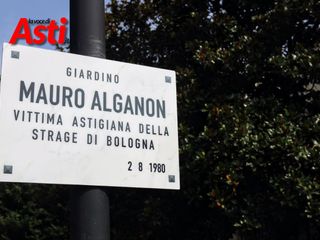 la voce di
Asti
GIARDINO
MAURO ALGANON
VITTIMA ASTIGIANA DELLA
STRAGE DI BOLOGNA
2 8 1980